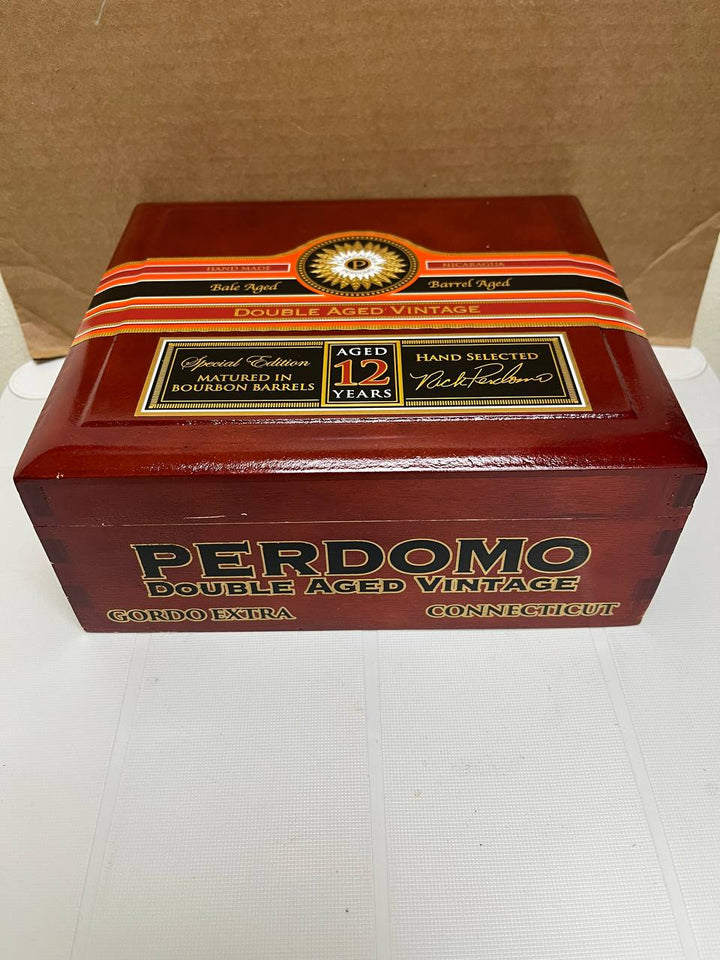 HAND MADE
P
NICARAGUA
Bale Aged
Barrel Aged
DOUBLE AGED VINTAGE
Special Edition
MATURED IN
BOURBON BARRELS
AGED
12
YEARS
HAND SELECTED
Nick Perdomo
PERDOMO
DOUBLE AGED VINTAGE
GORDO EXTRA
CONNECTICUT